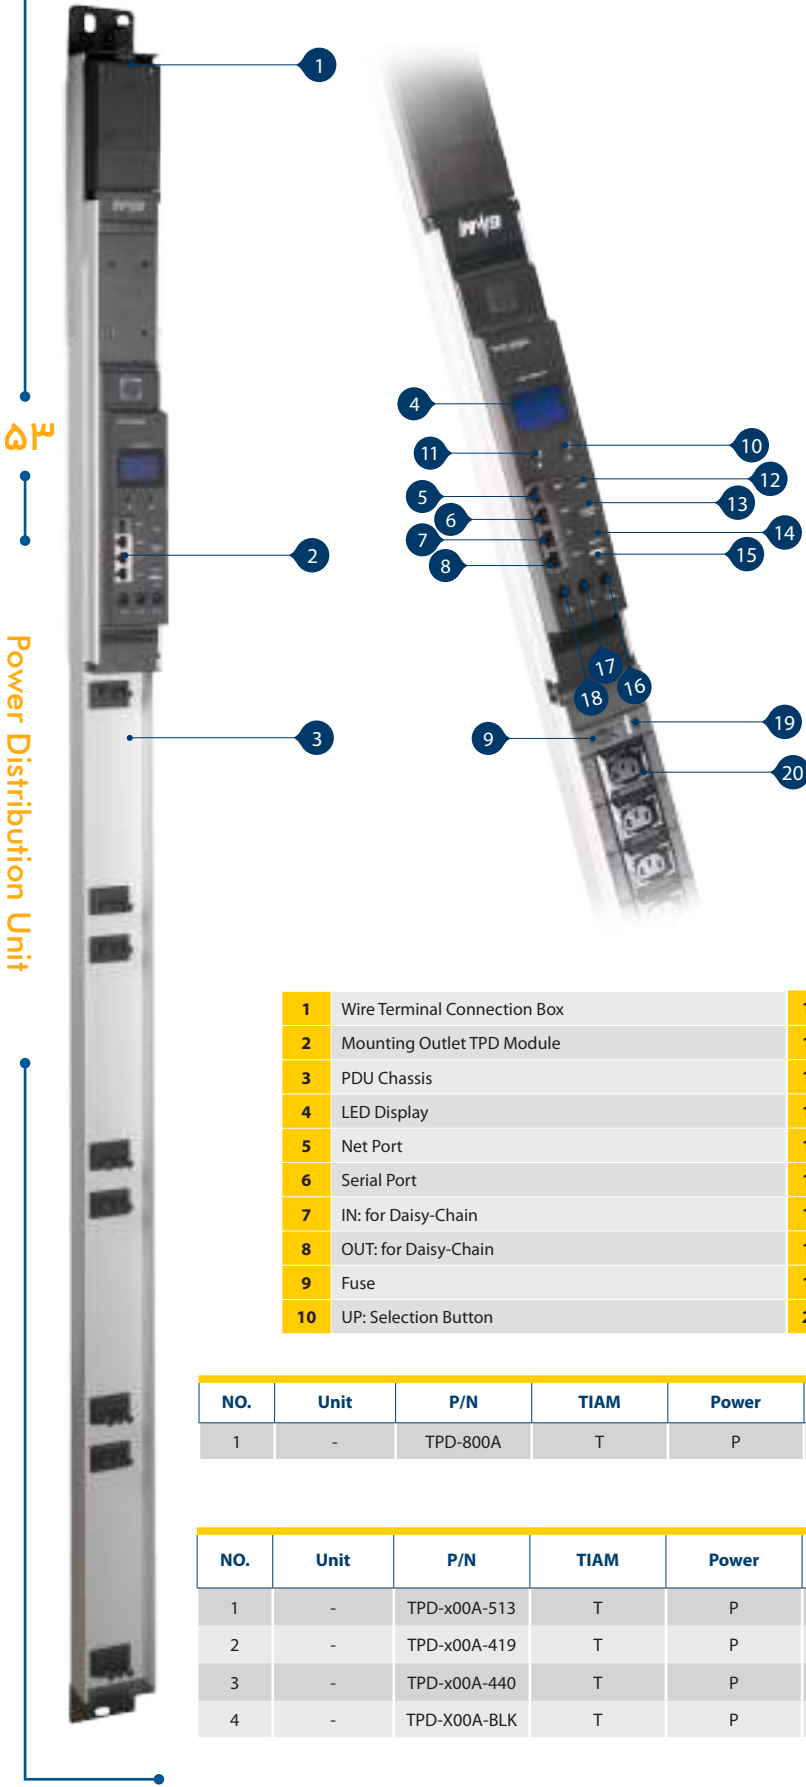 1
4
11
10
5
12
6
13
7
14
2
8
15
17
16
18
3
9
19
20
۵۳
Power Distribution Unit
1 Wire Terminal Connection Box
2 Mounting Outlet TPD Module
3 PDU Chassis
4 LED Display
5 Net Port
6 Serial Port
7 IN: for Daisy-Chain
8 OUT: for Daisy-Chain
9 Fuse
10 UP: Selection Button
NO. Unit P/N TIAM Power
1 - TPD-800A T P
NO. Unit P/N TIAM Power
1 - TPD-x00A-513 T P
2 - TPD-x00A-419 T P
3 - TPD-x00A-440 T P
4 - TPD-X00A-BLK T P